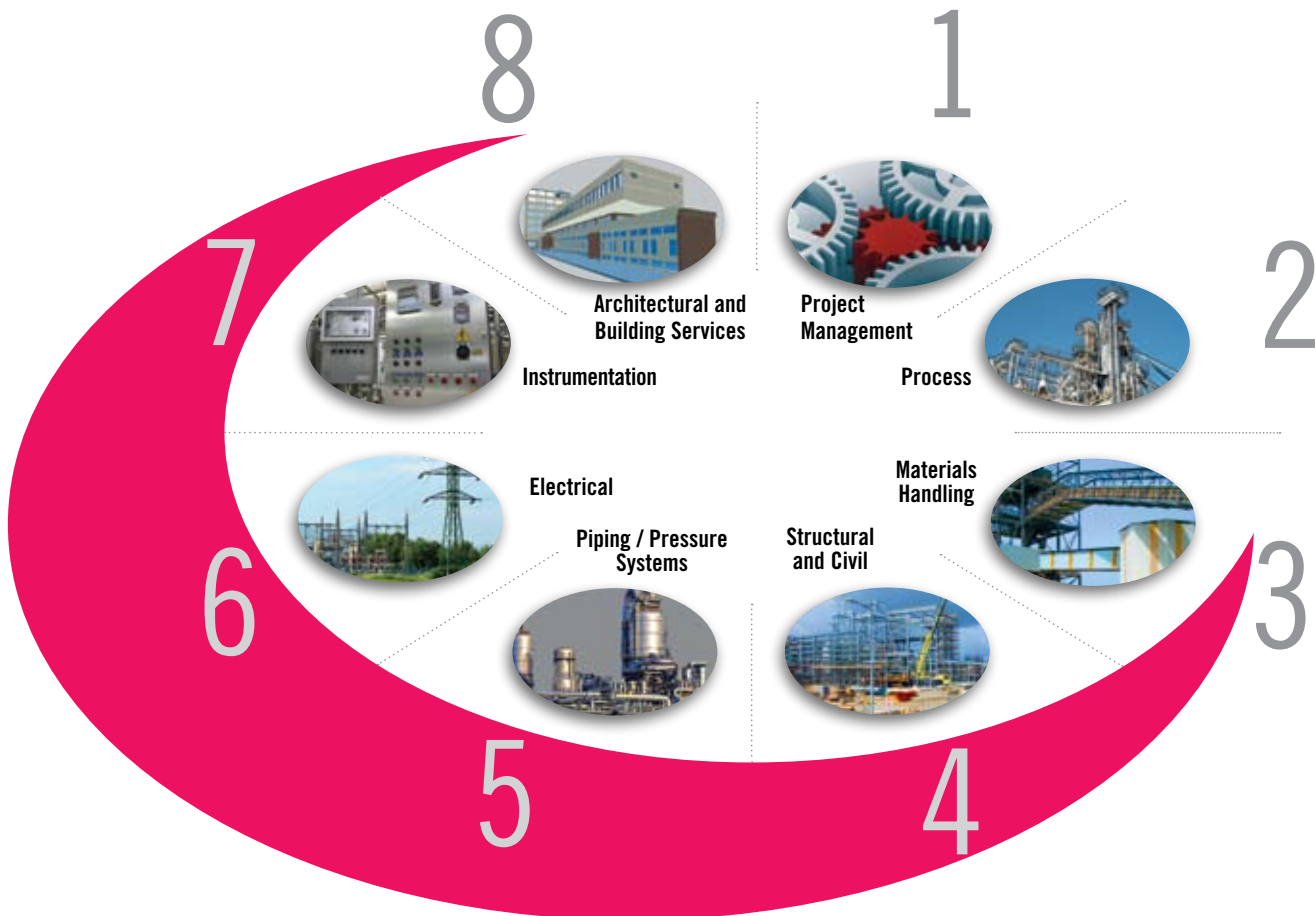 1
Project
Management
2
Process
3
Materials
Handling
4
Structural
and Civil
5
Piping / Pressure
Systems
6
Electrical
7
Instrumentation
8
Architectural and
Building Services